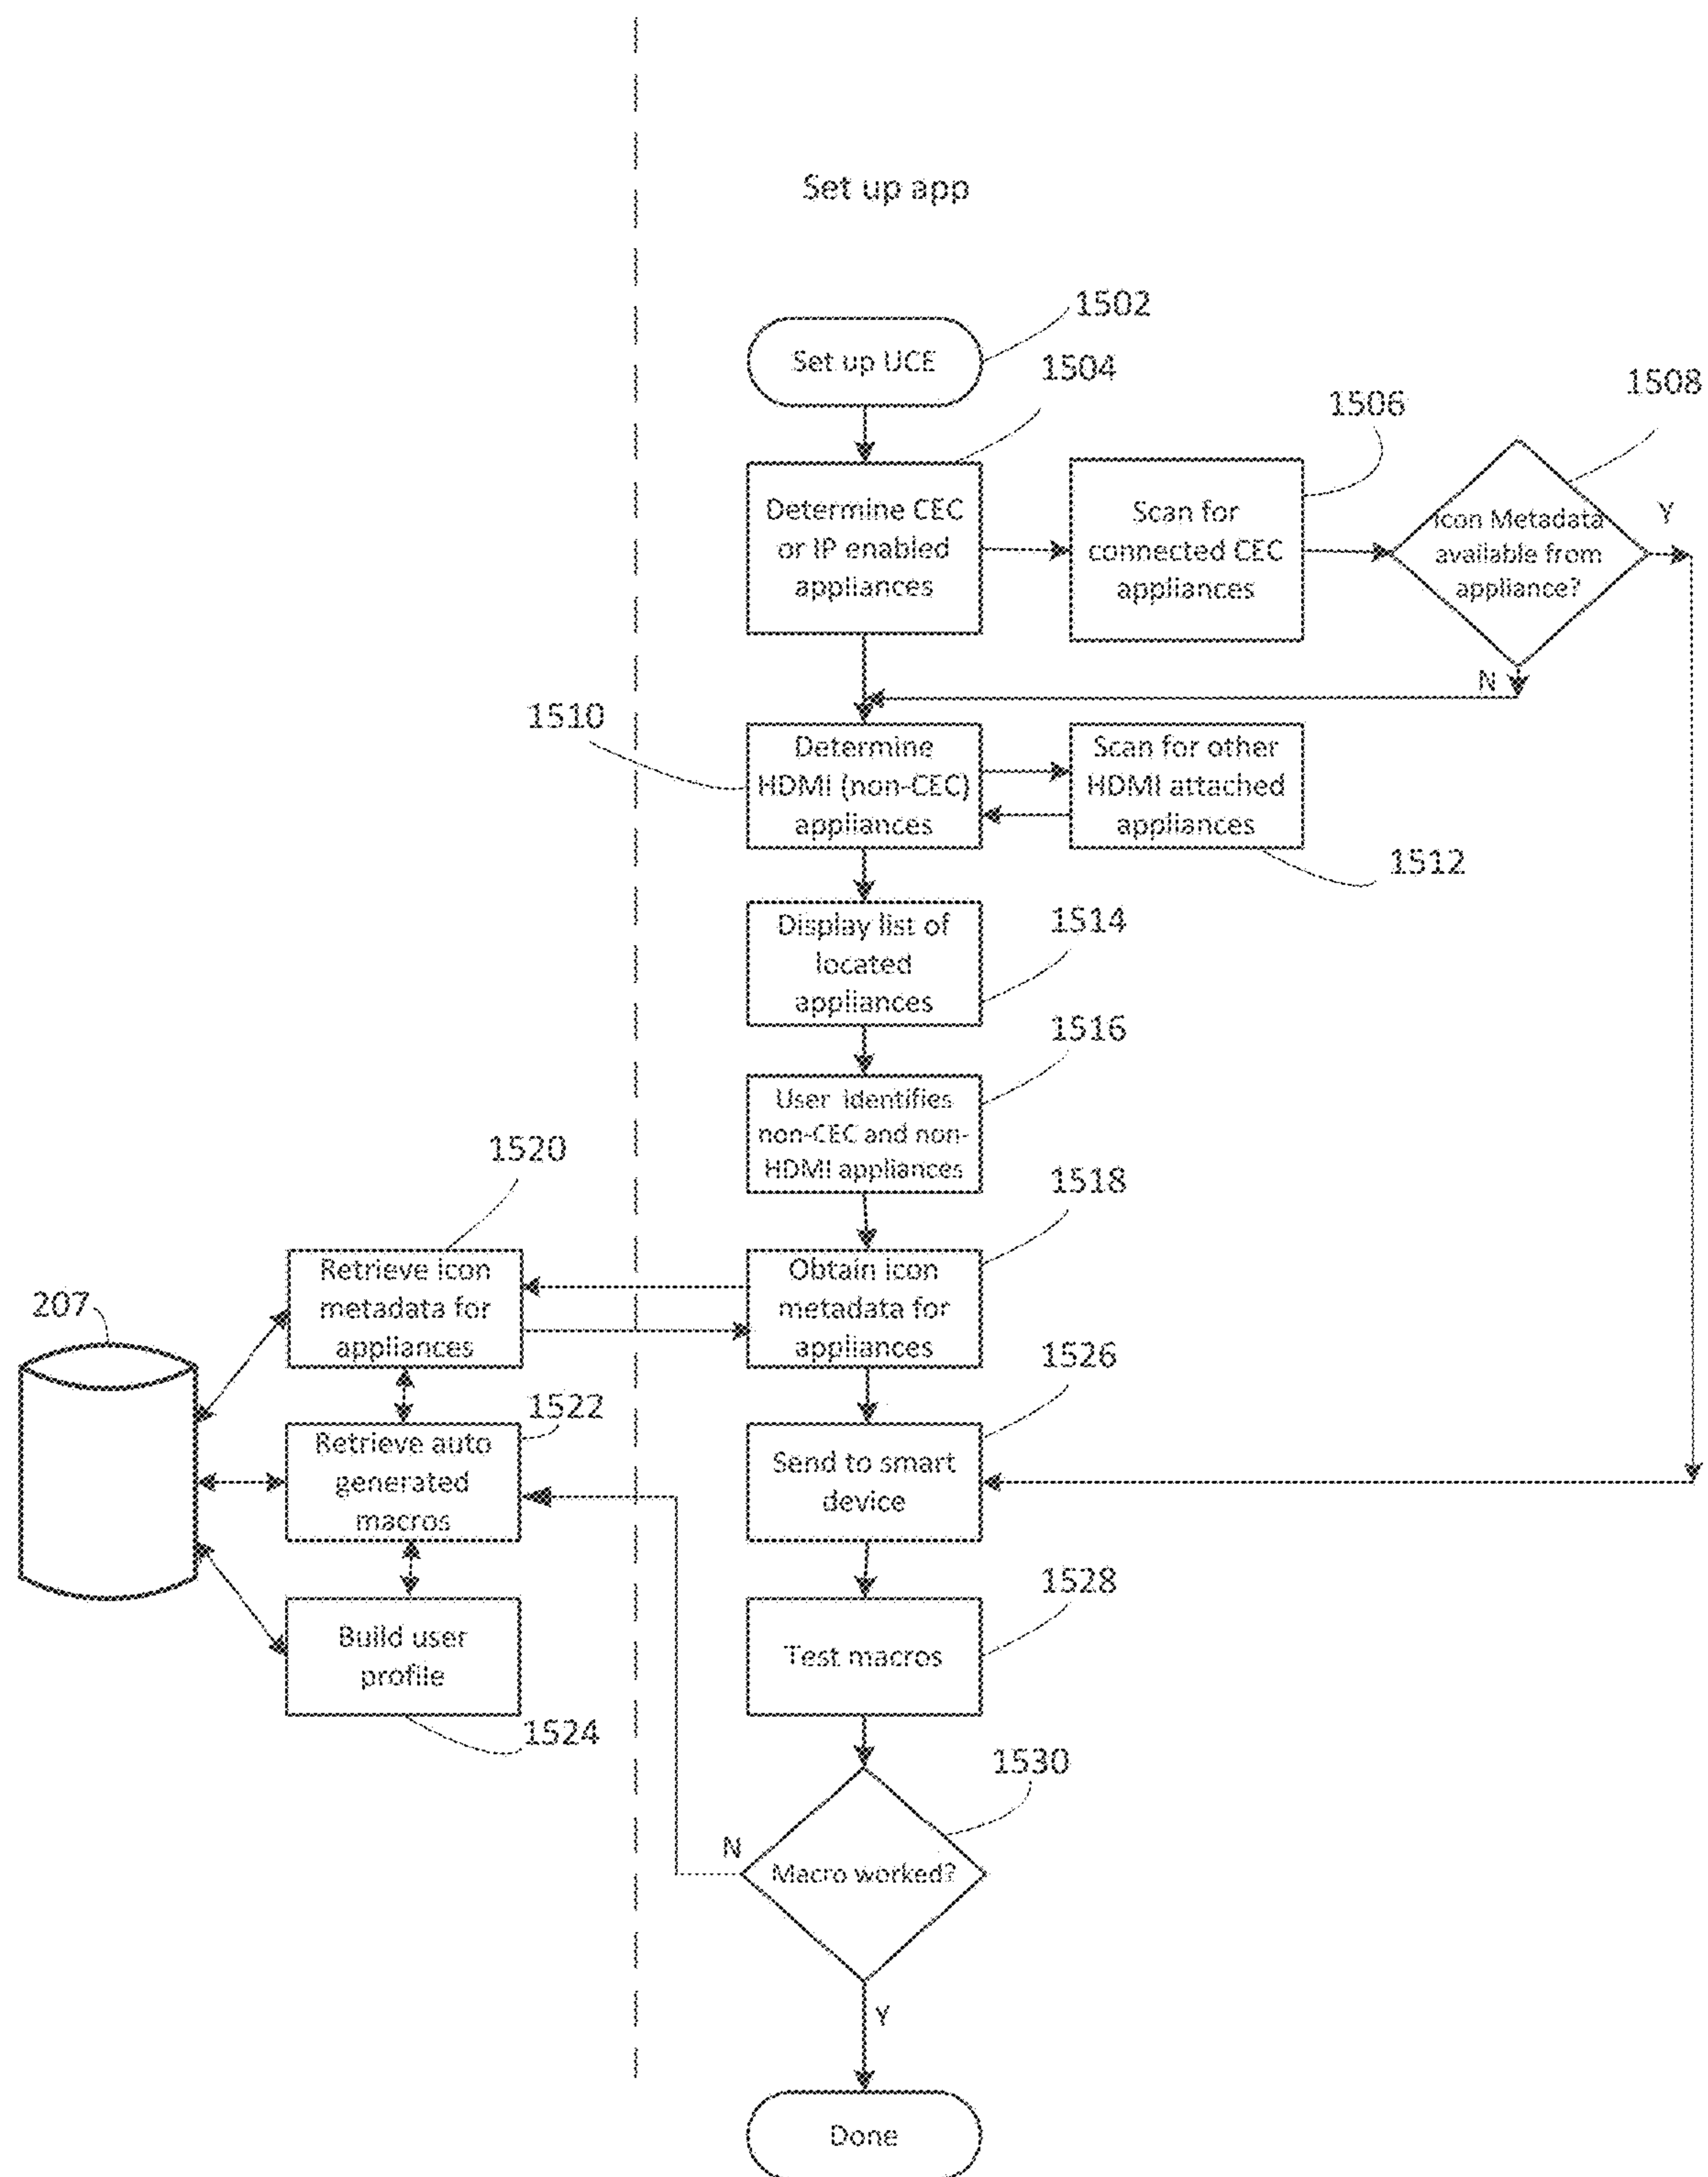 Set up app
1502
Set up UCE
1504
1506
1508
Determine CEC
or IP enabled
appliances
Scan for
connected CEC
appliances
Icon Metadata
available from
appliance?
Y
N
1510
Determine
HDMI (non-CEC)
appliances
Scan for other
HDMI attached
appliances
1512
Display list of
located
appliances
1514
1516
User identifies
non-CEC and non-
HDMI appliances
1520
1518
207
Retrieve icon
metadata for
appliances
Obtain icon
metadata for
appliances
1526
1522
Retrieve auto
generated
macros
Send to smart
device
1528
Build user
profile
Test macros
1524
1530
N
Macro worked?
Y
Done